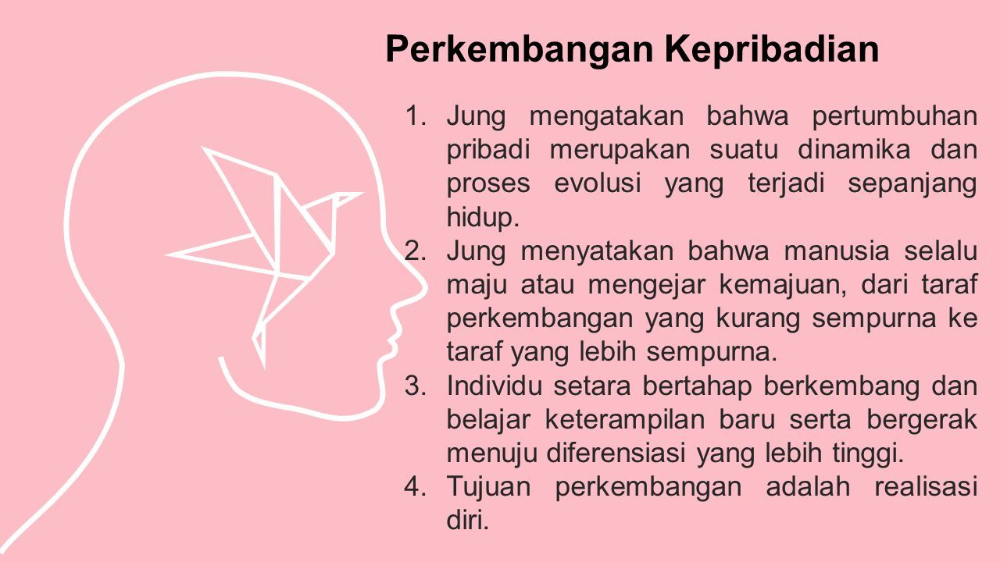 Perkembangan Kepribadian
1. Jung mengatakan bahwa pertumbuhan
pribadi merupakan suatu dinamika dan
proses evolusi yang terjadi sepanjang
hidup.
2. Jung menyatakan bahwa manusia selalu
maju atau mengejar kemajuan, dari taraf
perkembangan yang kurang sempurna ke
taraf yang lebih sempurna.
3. Individu setara bertahap berkembang dan
belajar keterampilan baru serta bergerak
menuju diferensiasi yang lebih tinggi.
4. Tujuan perkembangan adalah realisasi
diri.